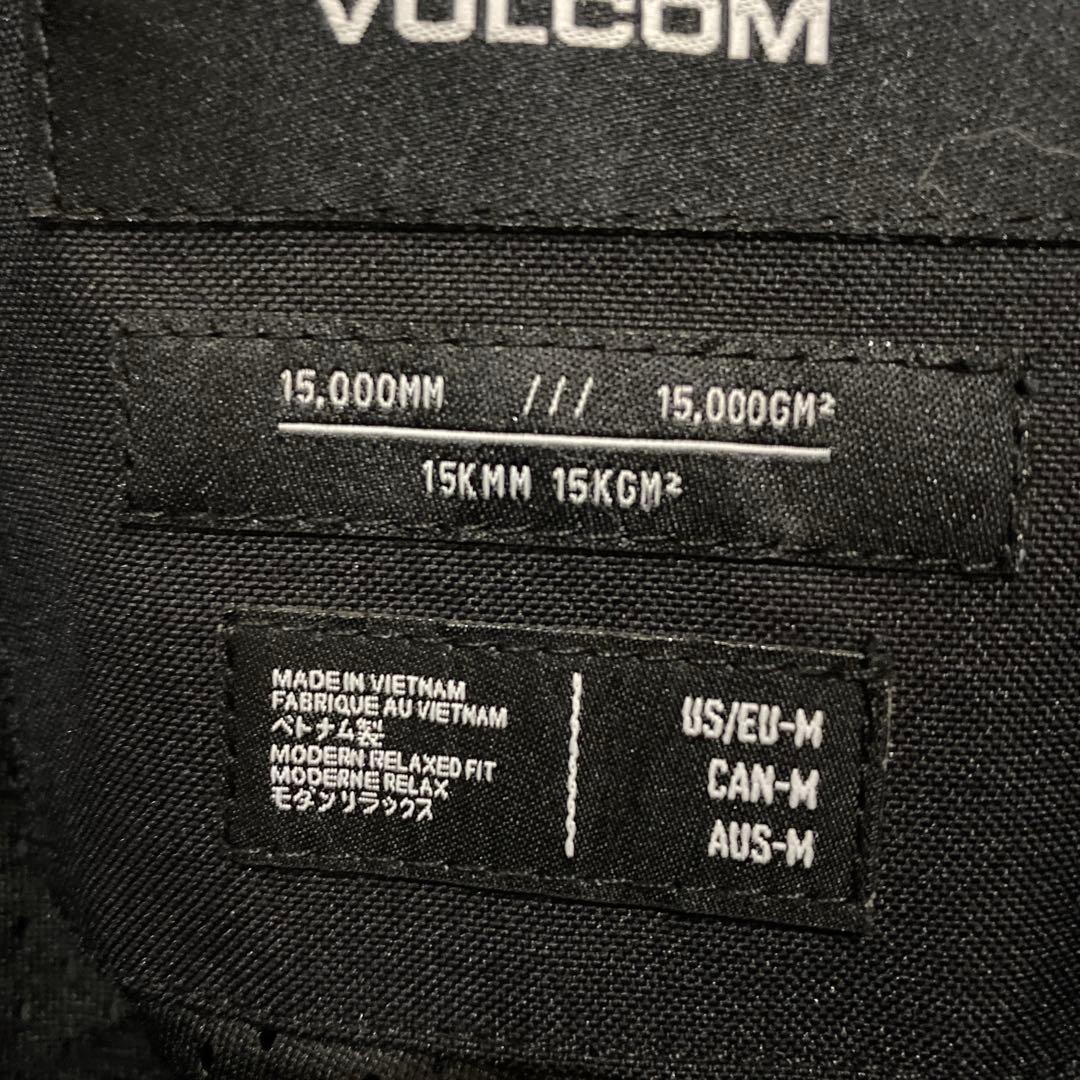 VOLCOM
15,000MM /// 15,000GM²
15KMM 15KGM²
MADE IN VIETNAM
FABRIQUE AU VIETNAM
ベトナム製
MODERN RELAXED FIT
MODERNE RELAX
モダンリラックス
US/EU-M
CAN-M
AUS-M